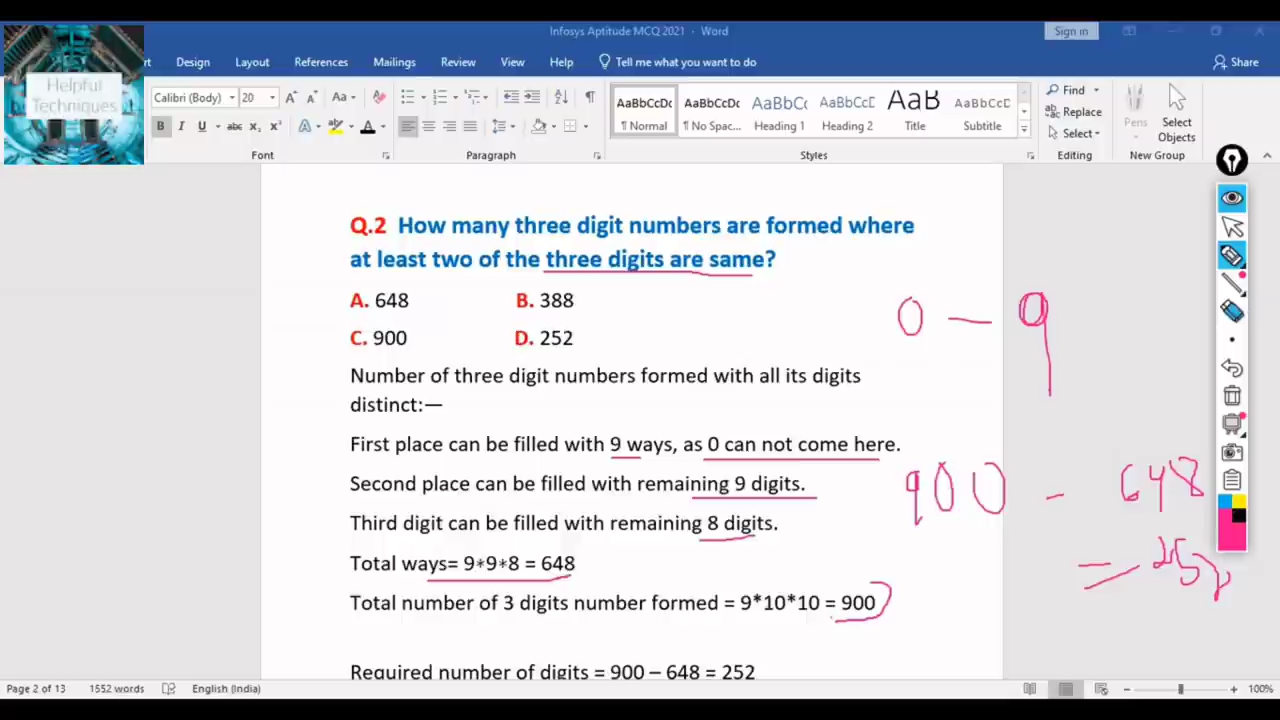 Infosys Aptitude MCQ 2021 - Word
Sign in
Helpful
Techniques
Design Layout References Mailings Review View Help Tell me what you want to do Share
Calibri (Body) 20 Aa
AaBbCcDc AaBbCcDc AaBbCc AaBbCcC AaB AaBbCcD
¶ Normal ¶ No Spac... Heading 1 Heading 2 Title Subtitle
Find
Replace
Select
Pens
Select
Objects
B I U abc x₂ x² A A
Font Paragraph Styles Editing New Group
Q.2 How many three digit numbers are formed where
at least two of the three digits are same?
A. 648 B. 388
C. 900 D. 252
0 — 9
Number of three digit numbers formed with all its digits
distinct:—
First place can be filled with 9 ways, as 0 can not come here.
Second place can be filled with remaining 9 digits.
900 - 648
Third digit can be filled with remaining 8 digits.
Total ways= 9*9*8 = 648
= 252
Total number of 3 digits number formed = 9*10*10 = 900
Required number of digits = 900 – 648 = 252
Page 2 of 13 1552 words English (India) 100%